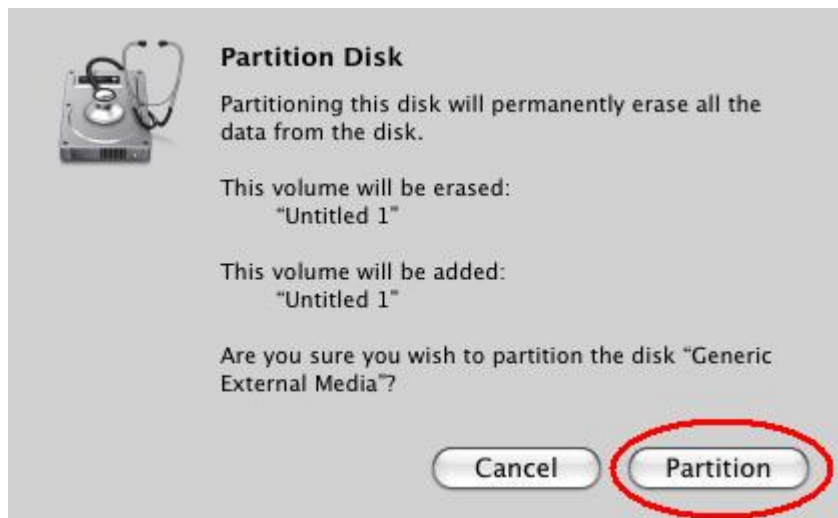 Partition Disk
Partitioning this disk will permanently erase all the
data from the disk.
This volume will be erased:
“Untitled 1”
This volume will be added:
“Untitled 1”
Are you sure you wish to partition the disk “Generic
External Media”?
Cancel Partition